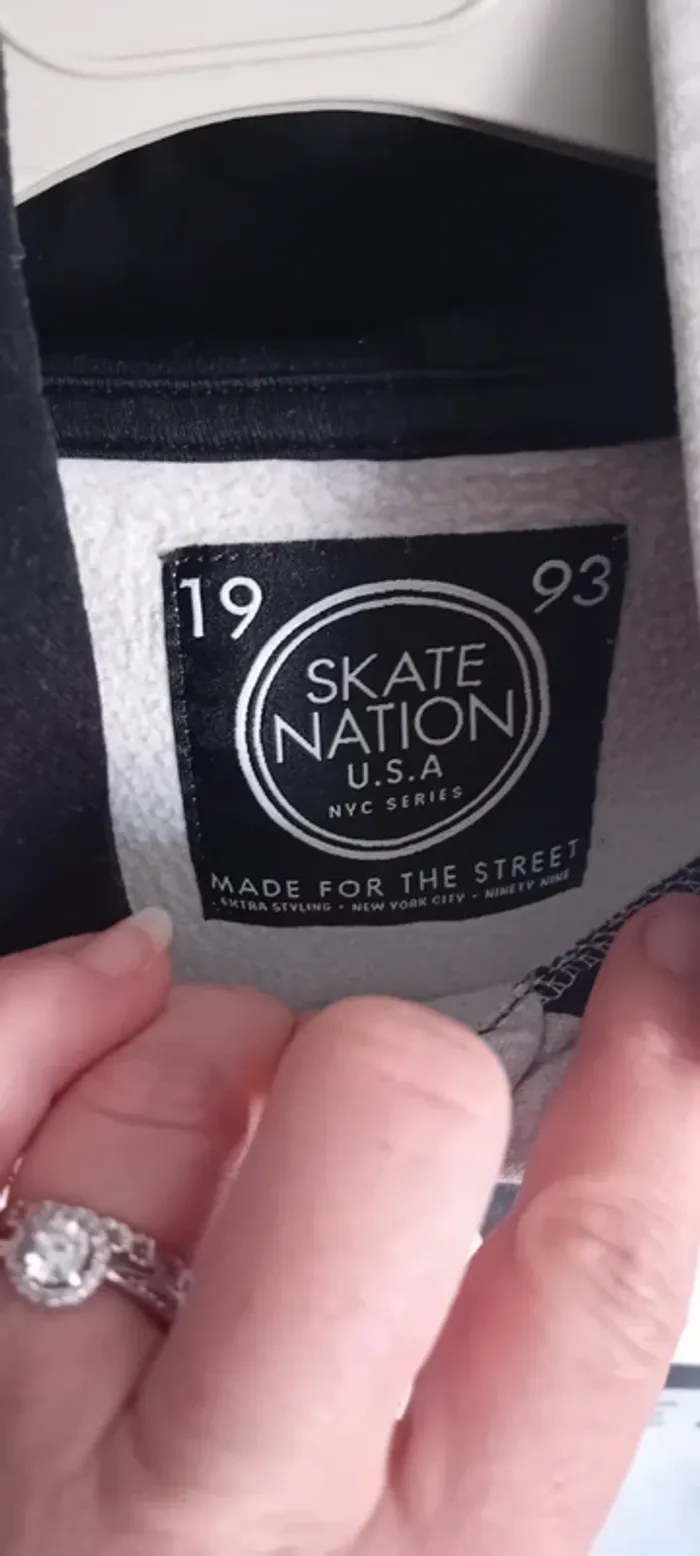 19 93
SKATE
NATION
U.S.A
NYC SERIES
MADE FOR THE STREET
EXTRA STYLING • NEW YORK CITY • NINETY NINE